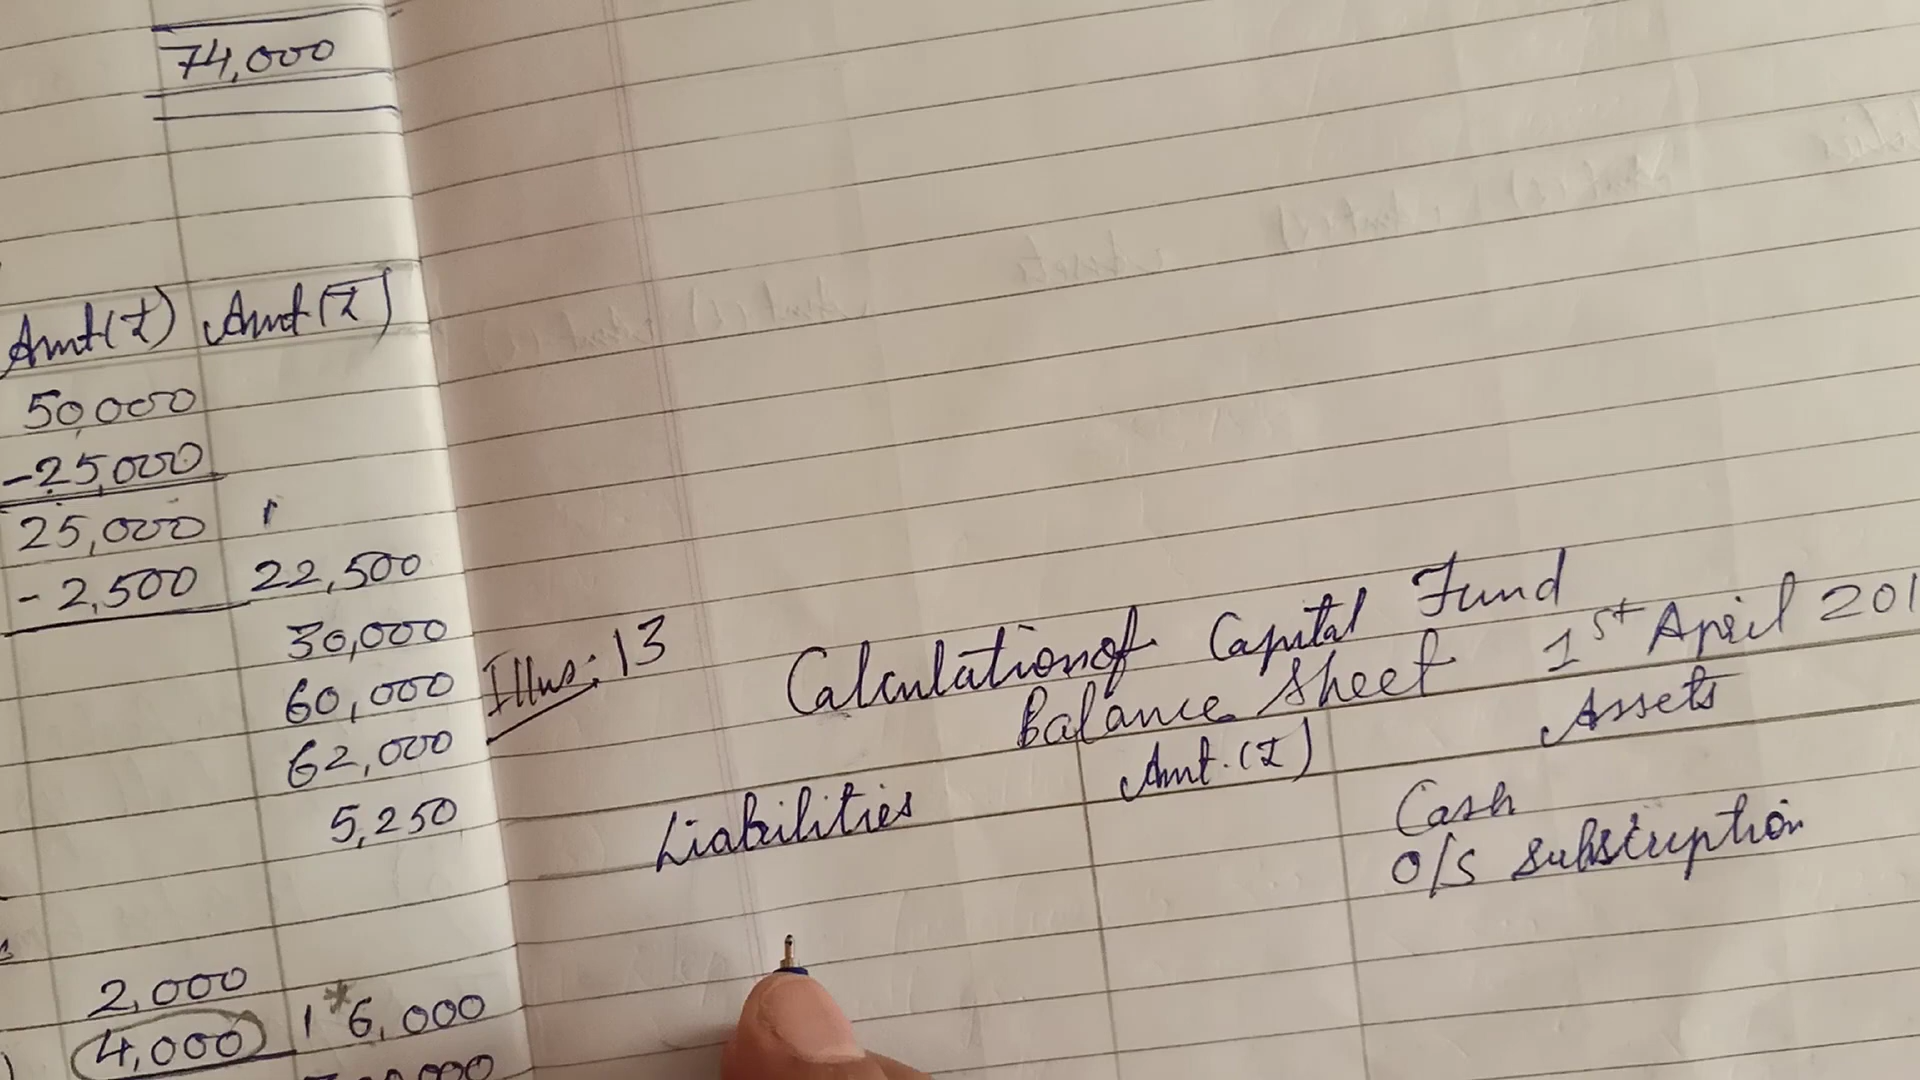 74,000
Amt(₹) Amt(₹)
50,000
-25,000
25,000
-2,500 22,500
30,000
60,000
62,000
5,250
2,000
4,000 6,000
Illus: 13 Calculation of Capital Fund
Balance Sheet 1st April 201
Liabilities Amt.(₹) Assets
Cash
O/S subscription